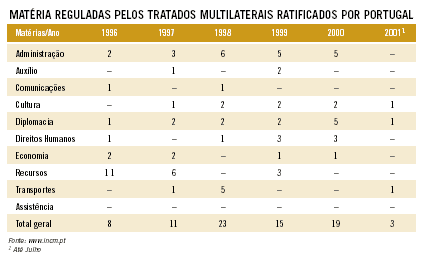 MATÉRIA REGULADAS PELOS TRATADOS MULTILATERAIS RATIFICADOS POR PORTUGAL
Matérias/Ano 1996 1997 1998 1999 2000 2001¹
Administração 2 3 6 5 5 –
Auxílio – 1 – 2 – –
Comunicações 1 – 1 – – –
Cultura – 1 2 2 2 1
Diplomacia 1 2 2 2 5 1
Direitos Humanos 1 – 1 3 3 –
Economia 2 2 – 1 1 –
Recursos 11 6 – 3 – –
Transportes – 1 5 – – 1
Assistência – – – – – –
Total geral 8 11 23 15 19 3
Fonte: www.incm.pt
¹ Até Julho